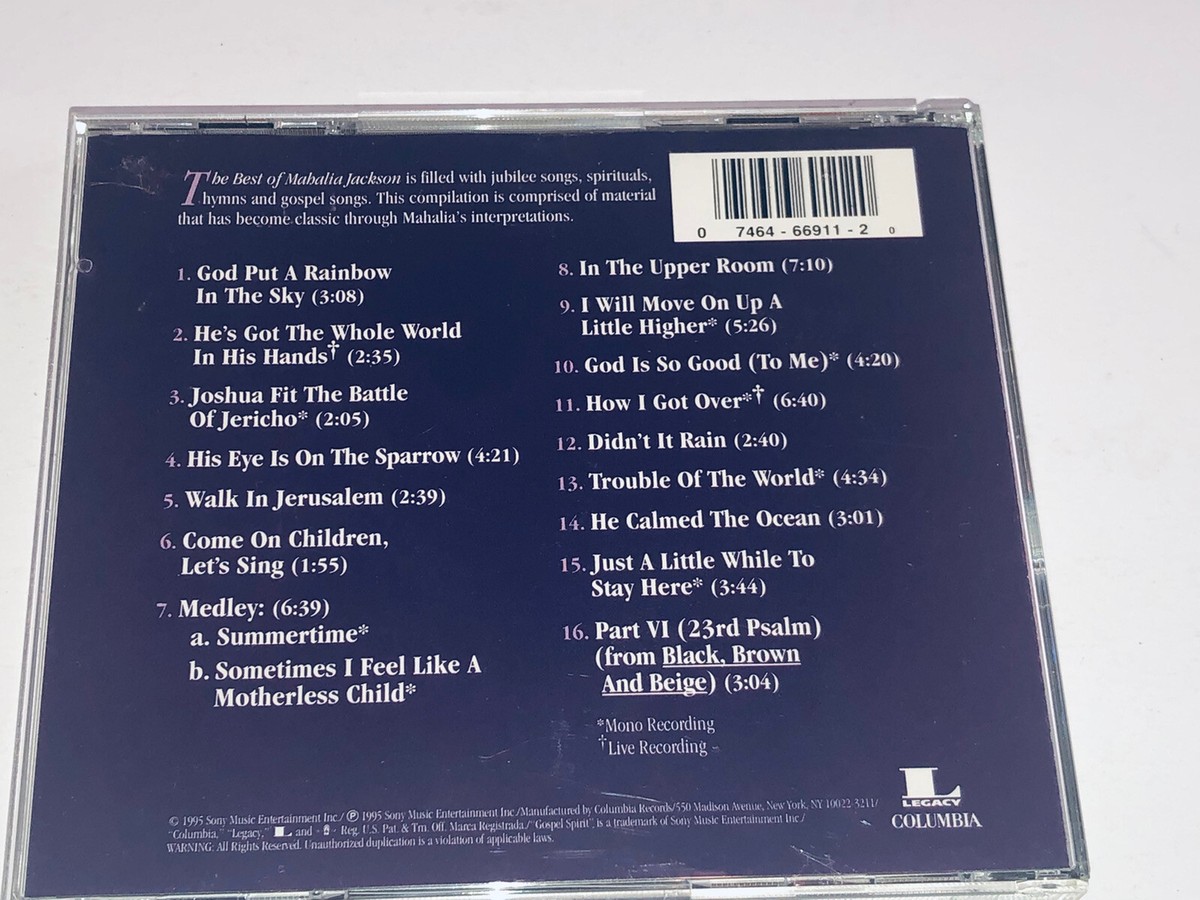 The Best of Mahalia Jackson is filled with jubilee songs, spirituals,
hymns and gospel songs. This compilation is comprised of material
that has become classic through Mahalia's interpretations.
0 7464 - 66911 - 2 0
1. God Put A Rainbow
In The Sky (3:08)
2. He's Got The Whole World
In His Hands† (2:35)
3. Joshua Fit The Battle
Of Jericho* (2:05)
4. His Eye Is On The Sparrow (4:21)
5. Walk In Jerusalem (2:39)
6. Come On Children,
Let's Sing (1:55)
7. Medley: (6:39)
a. Summertime*
b. Sometimes I Feel Like A
Motherless Child*
8. In The Upper Room (7:10)
9. I Will Move On Up A
Little Higher* (5:26)
10. God Is So Good (To Me)* (4:20)
11. How I Got Over*† (6:40)
12. Didn't It Rain (2:40)
13. Trouble Of The World* (4:34)
14. He Calmed The Ocean (3:01)
15. Just A Little While To
Stay Here* (3:44)
16. Part VI (23rd Psalm)
(from Black, Brown
And Beige) (3:04)
*Mono Recording
†Live Recording
L
LEGACY
COLUMBIA
© 1995 Sony Music Entertainment Inc./ ℗ 1995 Sony Music Entertainment Inc./Manufactured by Columbia Records/550 Madison Avenue, New York, NY 10022-3211/
"Columbia," "Legacy," L and Reg. U.S. Pat. & Tm. Off. Marca Registrada./"Gospel Spirit" is a trademark of Sony Music Entertainment Inc./
WARNING: All Rights Reserved. Unauthorized duplication is a violation of applicable laws.